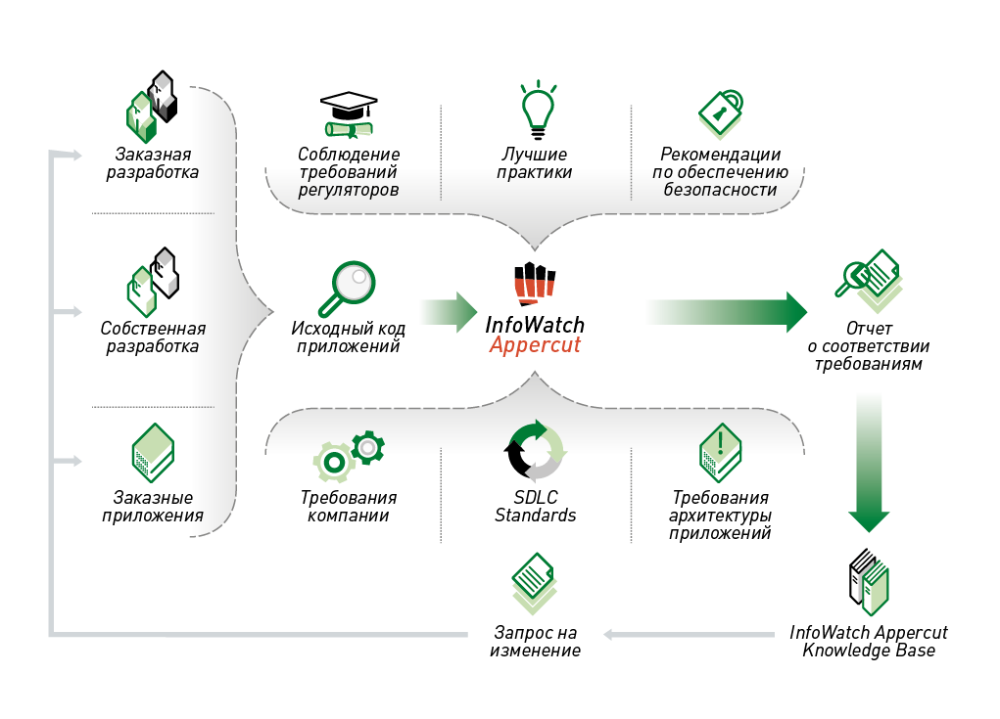 Заказная
разработка
Соблюдение
требований
регуляторов
Лучшие
практики
Рекомендации
по обеспечению
безопасности
Собственная
разработка
Исходный код
приложений
InfoWatch
Appercut
Отчет
о соответствии
требованиям
Заказные
приложения
Требования
компании
SDLC
Standards
Требования
архитектуры
приложений
Запрос на
изменение
InfoWatch Appercut
Knowledge Base